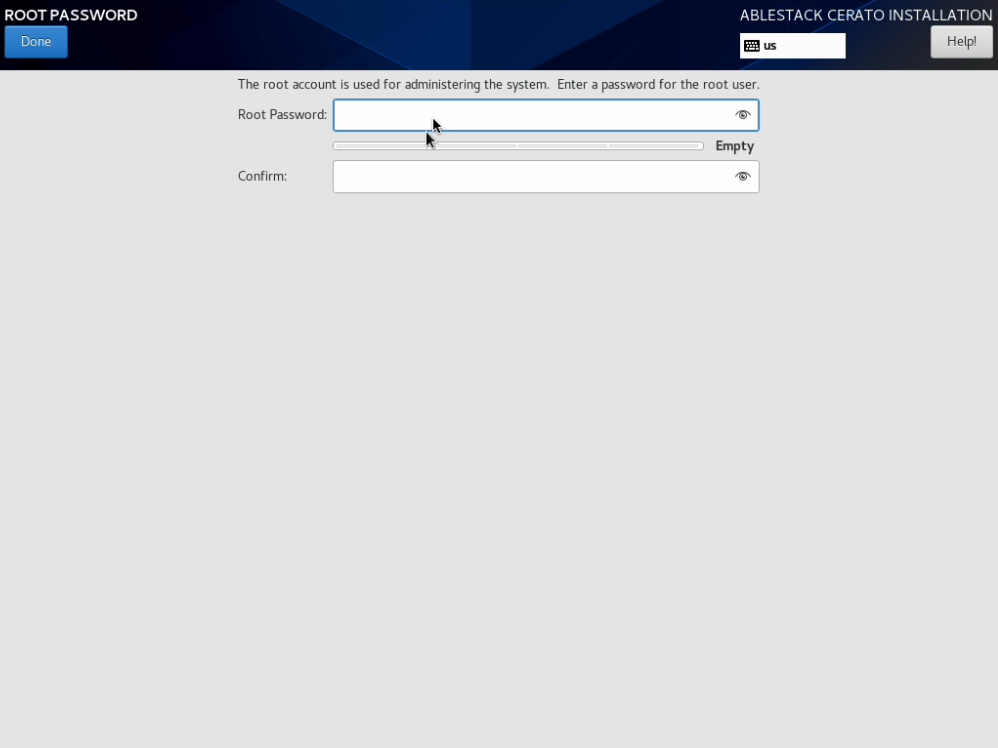 ROOT PASSWORD
ABLESTACK CERATO INSTALLATION
Done
us
Help!
The root account is used for administering the system. Enter a password for the root user.
Root Password:
Empty
Confirm: